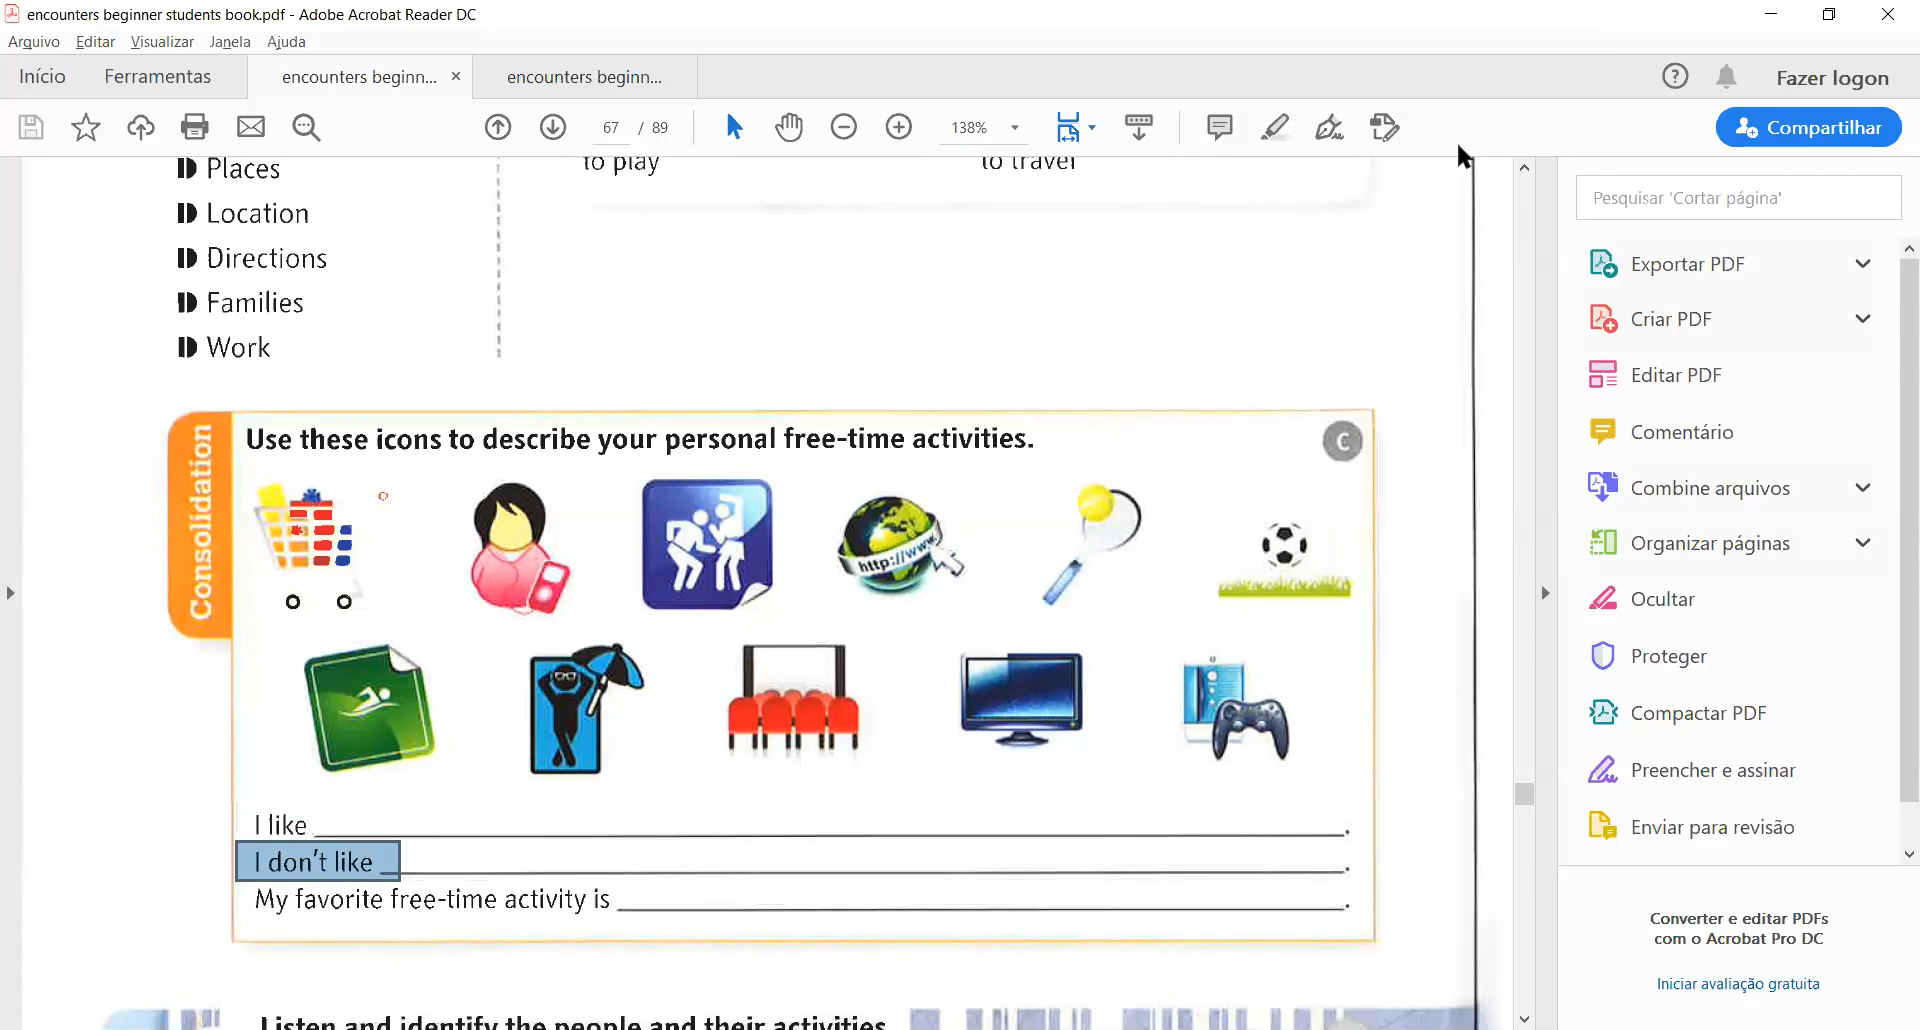 encounters beginner students book.pdf - Adobe Acrobat Reader DC
Arquivo Editar Visualizar Janela Ajuda
Início Ferramentas encounters beginn... × encounters beginn... Fazer logon
67 / 89 138% Compartilhar
to play to travel
Places
Location
Directions
Families
Work
Consolidation
Use these icons to describe your personal free-time activities. C
http://www.
I like .
I don't like .
My favorite free-time activity is .
Listen and identify the people and their activities
Pesquisar 'Cortar página'
Exportar PDF
Criar PDF
Editar PDF
Comentário
Combine arquivos
Organizar páginas
Ocultar
Proteger
Compactar PDF
Preencher e assinar
Enviar para revisão
Converter e editar PDFs
com o Acrobat Pro DC
Iniciar avaliação gratuita